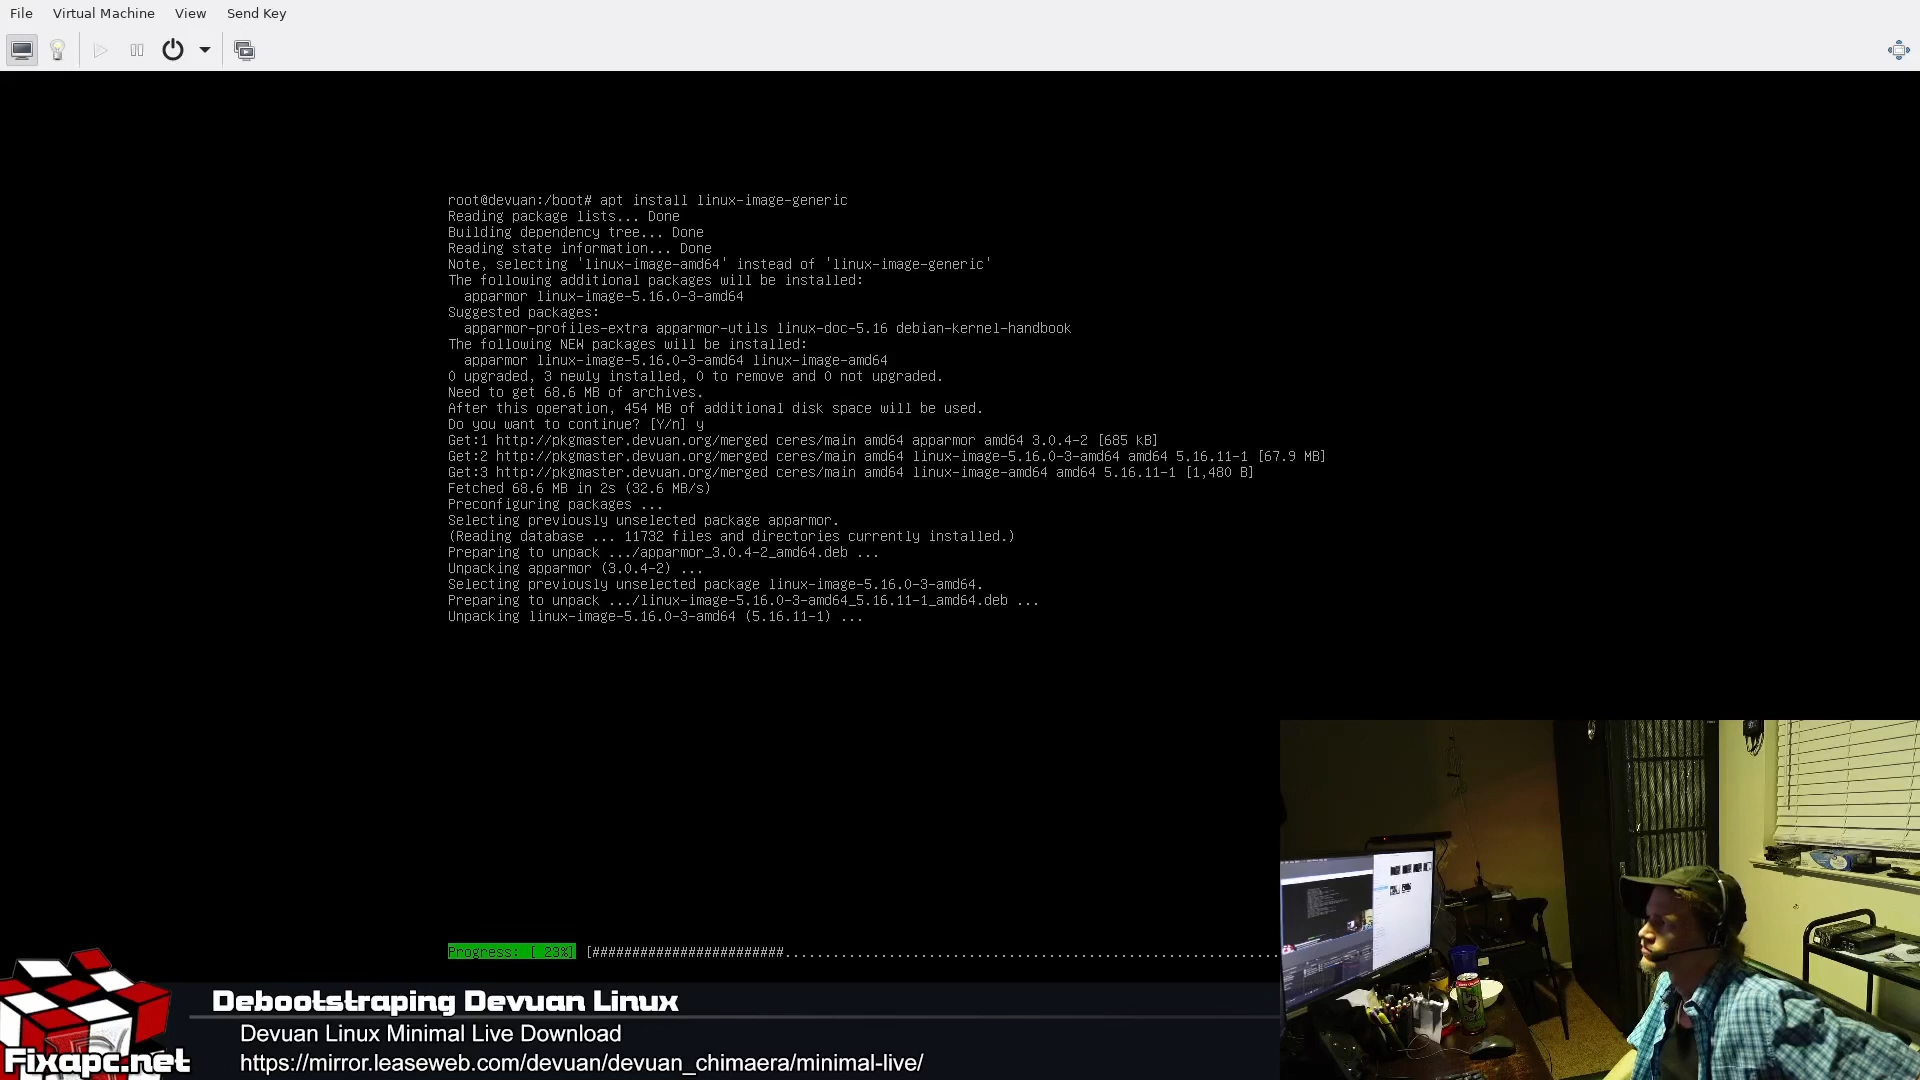 File Virtual Machine View Send Key
root@devuan:/boot# apt install linux-image-generic
Reading package lists... Done
Building dependency tree... Done
Reading state information... Done
Note, selecting 'linux-image-amd64' instead of 'linux-image-generic'
The following additional packages will be installed:
  apparmor linux-image-5.16.0-3-amd64
Suggested packages:
  apparmor-profiles-extra apparmor-utils linux-doc-5.16 debian-kernel-handbook
The following NEW packages will be installed:
  apparmor linux-image-5.16.0-3-amd64 linux-image-amd64
0 upgraded, 3 newly installed, 0 to remove and 0 not upgraded.
Need to get 68.6 MB of archives.
After this operation, 454 MB of additional disk space will be used.
Do you want to continue? [Y/n] y
Get:1 http://pkgmaster.devuan.org/merged ceres/main amd64 apparmor amd64 3.0.4-2 [685 kB]
Get:2 http://pkgmaster.devuan.org/merged ceres/main amd64 linux-image-5.16.0-3-amd64 amd64 5.16.11-1 [67.9 MB]
Get:3 http://pkgmaster.devuan.org/merged ceres/main amd64 linux-image-amd64 amd64 5.16.11-1 [1,480 B]
Fetched 68.6 MB in 2s (32.6 MB/s)
Preconfiguring packages ...
Selecting previously unselected package apparmor.
(Reading database ... 11732 files and directories currently installed.)
Preparing to unpack .../apparmor_3.0.4-2_amd64.deb ...
Unpacking apparmor (3.0.4-2) ...
Selecting previously unselected package linux-image-5.16.0-3-amd64.
Preparing to unpack .../linux-image-5.16.0-3-amd64_5.16.11-1_amd64.deb ...
Unpacking linux-image-5.16.0-3-amd64 (5.16.11-1) ...
Progress: [ 23%] [########################.............................................................
Debootstraping Devuan Linux
Devuan Linux Minimal Live Download
https://mirror.leaseweb.com/devuan/devuan_chimaera/minimal-live/
Fixapc.net